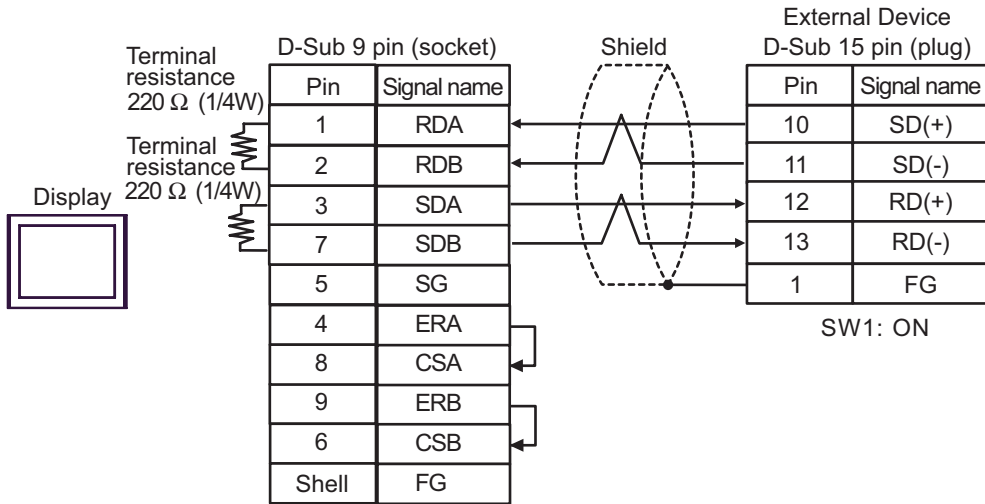 External Device
D-Sub 9 pin (socket)
Shield
D-Sub 15 pin (plug)
Terminal
resistance
220 Ω (1/4W)
Terminal
resistance
220 Ω (1/4W)
Display
Pin Signal name
1 RDA
2 RDB
3 SDA
7 SDB
5 SG
4 ERA
8 CSA
9 ERB
6 CSB
Shell FG
Pin Signal name
10 SD(+)
11 SD(-)
12 RD(+)
13 RD(-)
1 FG
SW1: ON